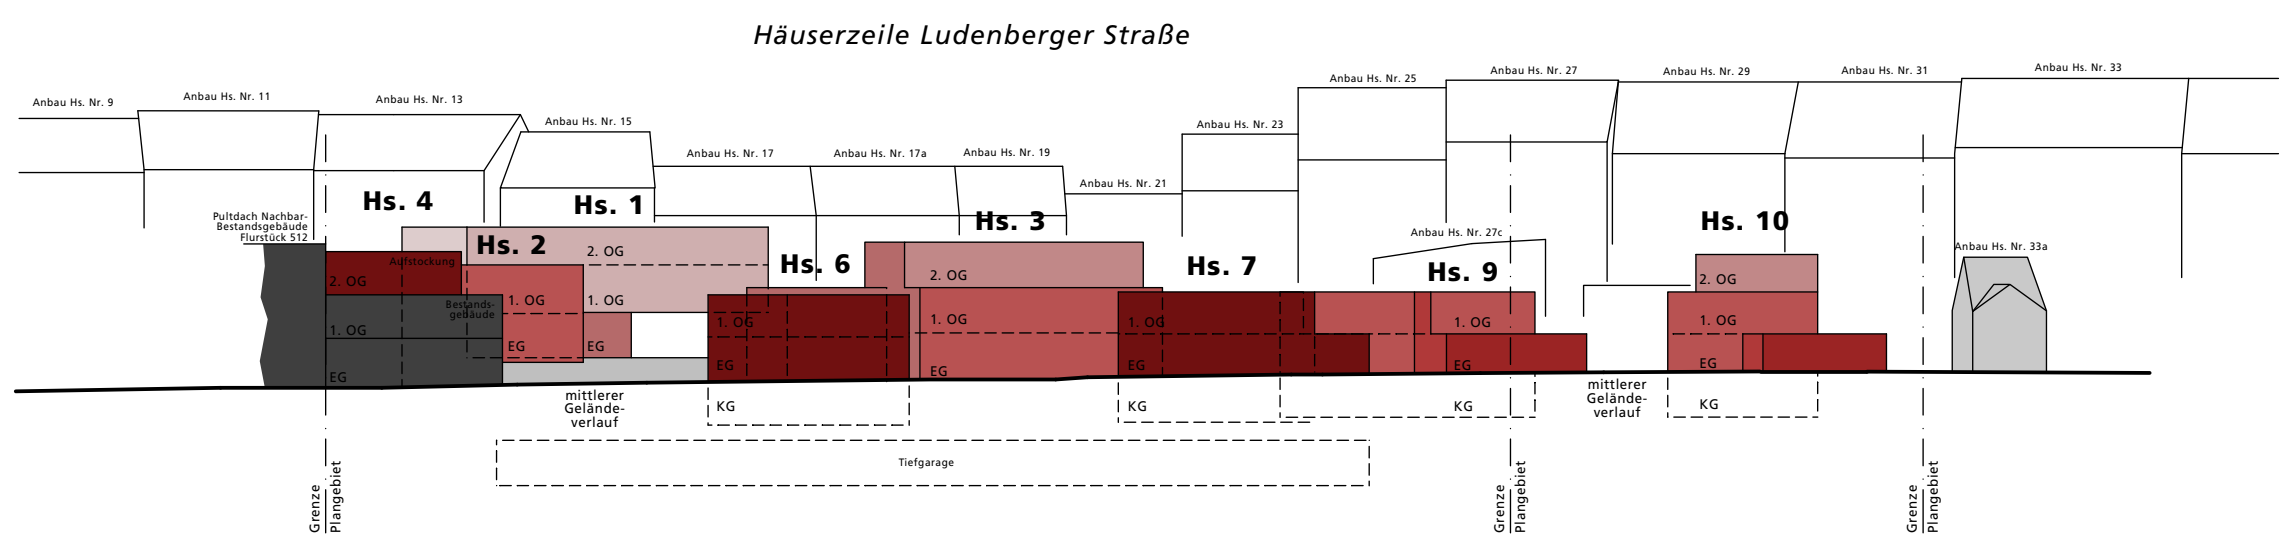 Häuserzeile Ludenberger Straße
Anbau Hs. Nr. 9
Anbau Hs. Nr. 11
Anbau Hs. Nr. 13
Anbau Hs. Nr. 15
Anbau Hs. Nr. 17
Anbau Hs. Nr. 17a
Anbau Hs. Nr. 19
Anbau Hs. Nr. 21
Anbau Hs. Nr. 23
Anbau Hs. Nr. 25
Anbau Hs. Nr. 27
Anbau Hs. Nr. 29
Anbau Hs. Nr. 31
Anbau Hs. Nr. 33
Hs. 4
Hs. 1
Hs. 2
Hs. 6
Hs. 3
Hs. 7
Anbau Hs. Nr. 27c
Hs. 9
Hs. 10
Anbau Hs. Nr. 33a
Pultdach Nachbar-
Bestandsgebäude
Flurstück 512
Aufstockung
2. OG
1. OG
EG
Bestands-
gebäude
1. OG
EG
2. OG
1. OG
EG
1. OG
EG
KG
2. OG
1. OG
EG
1. OG
EG
KG
1. OG
EG
KG
2. OG
1. OG
EG
KG
mittlerer
Gelände-
verlauf
mittlerer
Gelände-
verlauf
Tiefgarage
Grenze
Plangebiet
Grenze
Plangebiet
Grenze
Plangebiet